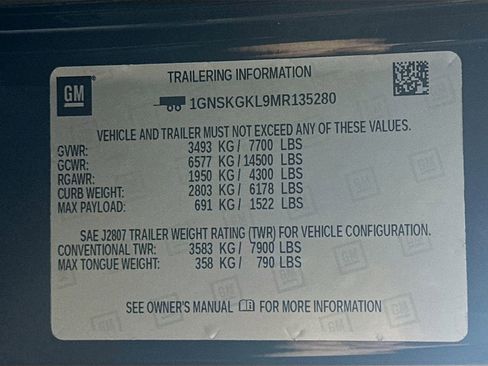 GM
TRAILERING INFORMATION
1GNSKGKL9MR135280
VEHICLE AND TRAILER MUST NOT EXCEED ANY OF THESE VALUES.
GVWR: 3493 KG/ 7700 LBS
GCWR: 6577 KG/ 14500 LBS
RGAWR: 1950 KG/ 4300 LBS
CURB WEIGHT: 2803 KG/ 6178 LBS
MAX PAYLOAD: 691 KG/ 1522 LBS
SAE J2807 TRAILER WEIGHT RATING (TWR) FOR VEHICLE CONFIGURATION.
CONVENTIONAL TWR: 3583 KG/ 7900 LBS
MAX TONGUE WEIGHT: 358 KG/ 790 LBS
SEE OWNER'S MANUAL FOR MORE INFORMATION